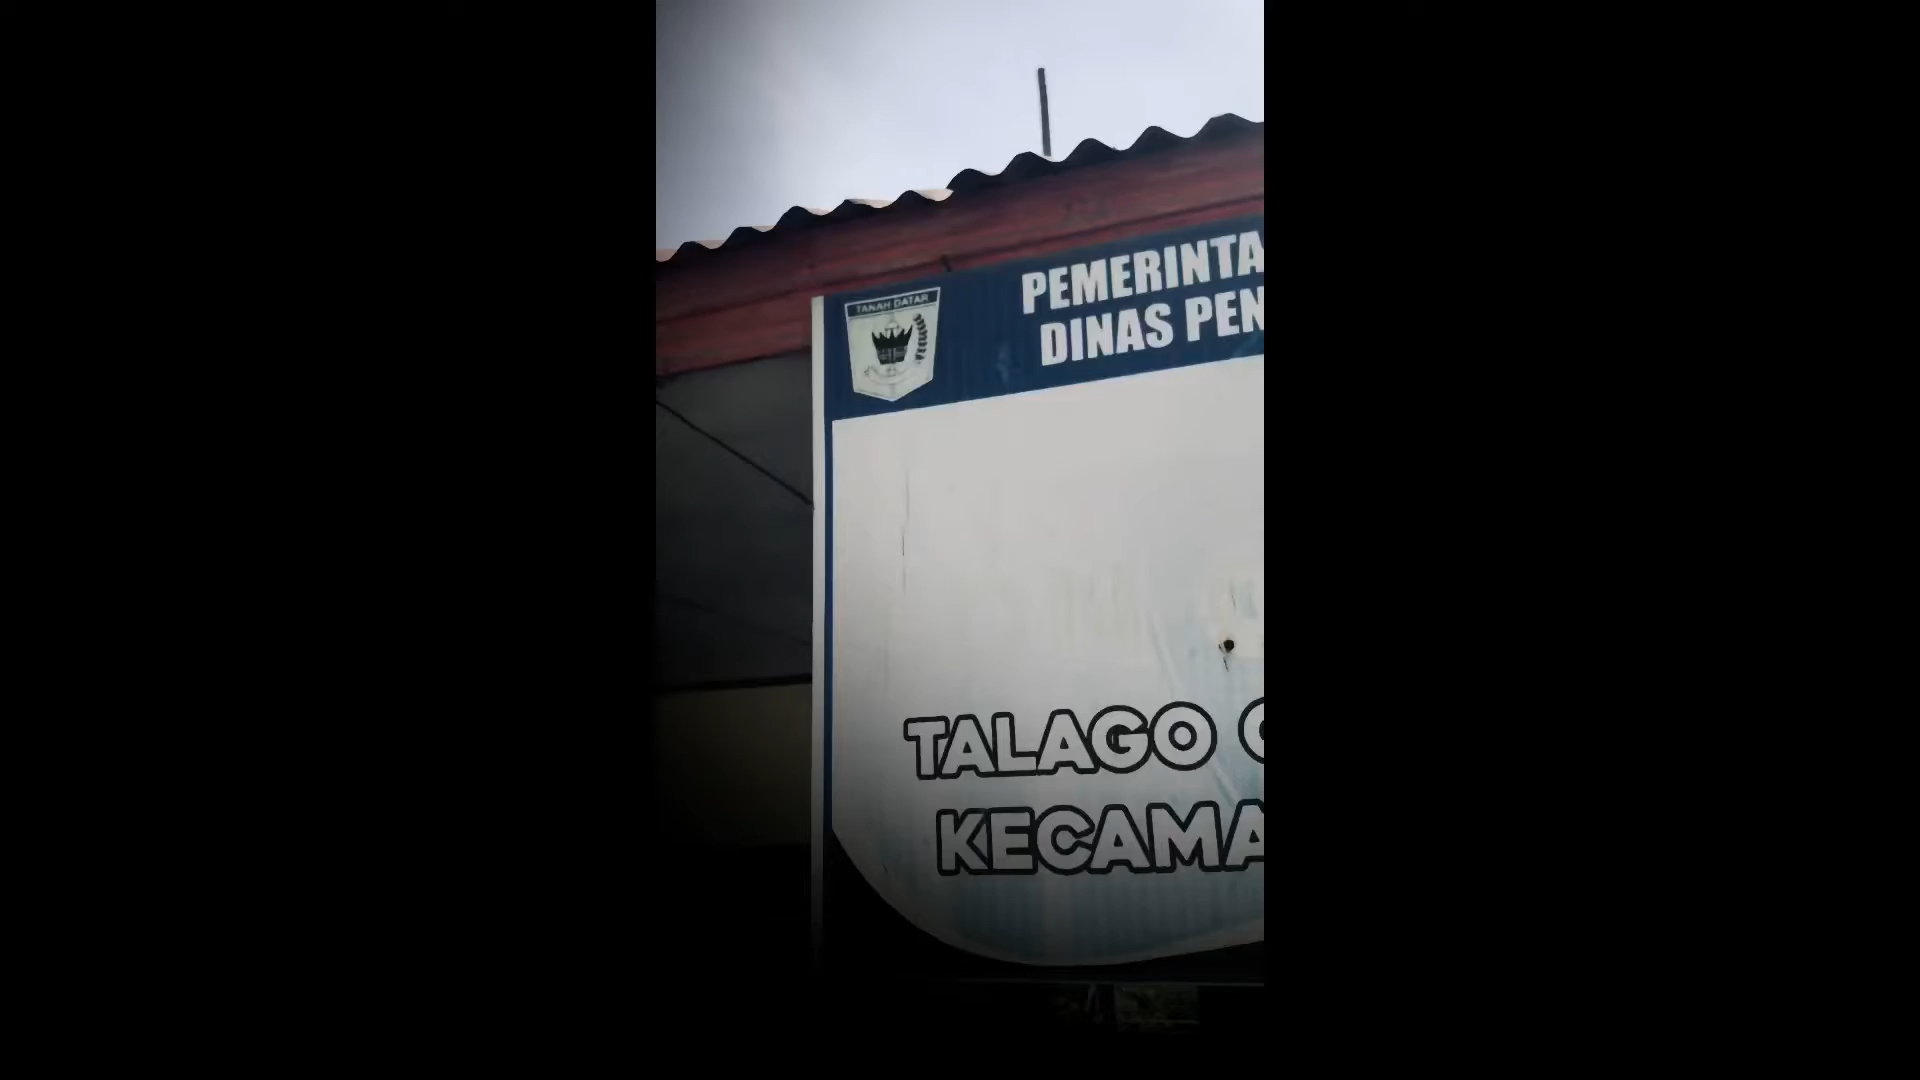 TANAH DATAR
PEMERINTA
DINAS PEN
TALAGO
KECAMA